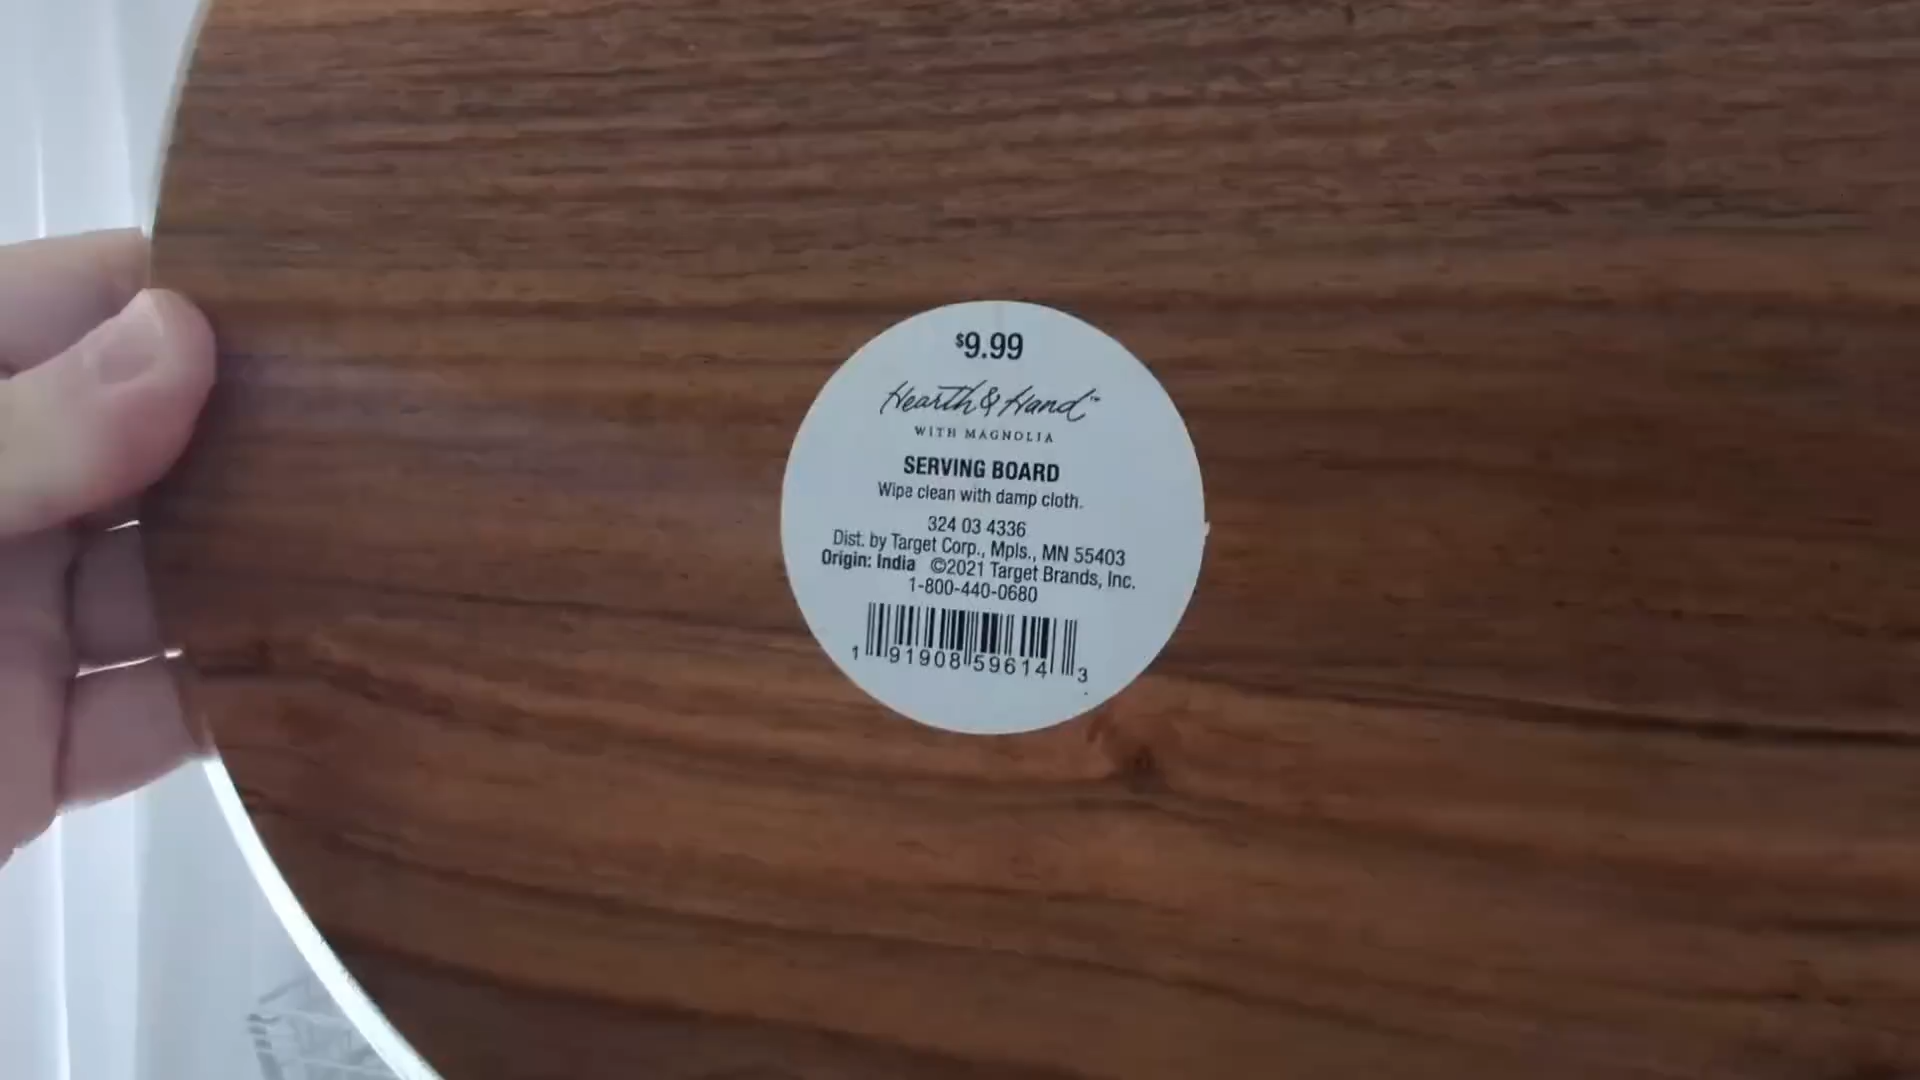 $9.99
Hearth & Hand™
WITH MAGNOLIA
SERVING BOARD
Wipe clean with damp cloth.
324 03 4336
Dist. by Target Corp., Mpls., MN 55403
Origin: India ©2021 Target Brands, Inc.
1-800-440-0680
1 91908 59614 3